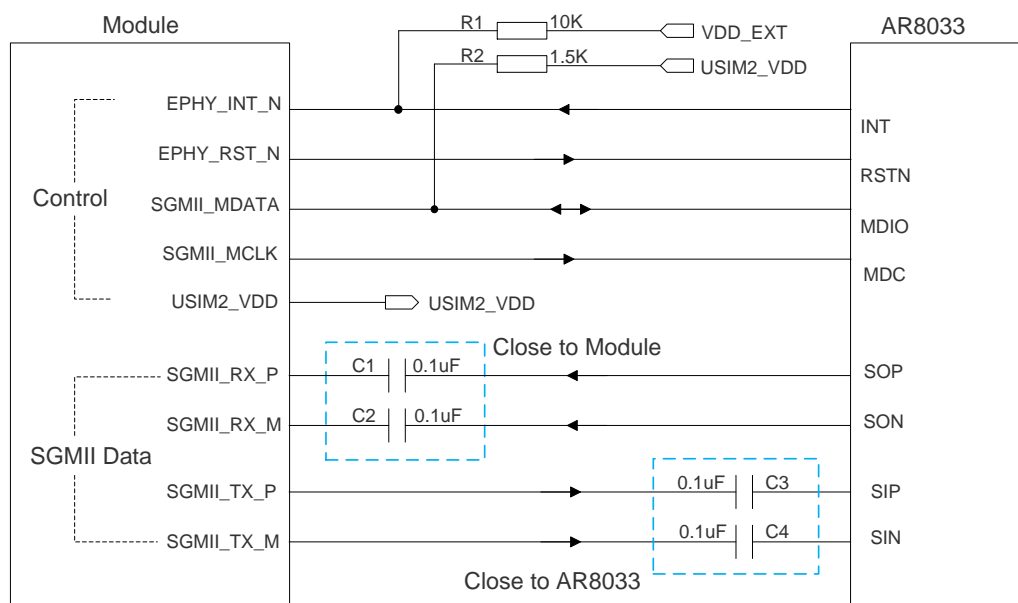 Module
R1 10K VDD_EXT
AR8033
R2 1.5K USIM2_VDD
EPHY_INT_N
INT
EPHY_RST_N
RSTN
Control
SGMII_MDATA
MDIO
SGMII_MCLK
MDC
USIM2_VDD USIM2_VDD
Close to Module
SGMII_RX_P C1 0.1uF SOP
SGMII_RX_M C2 0.1uF SON
SGMII Data
SGMII_TX_P 0.1uF C3 SIP
SGMII_TX_M 0.1uF C4 SIN
Close to AR8033